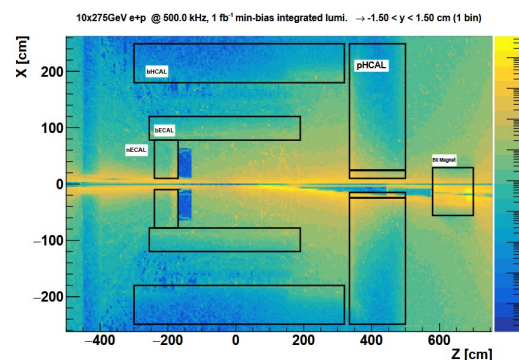 10x275GeV e+p @ 500.0 kHz, 1 fb⁻¹ min-bias integrated lumi. → -1.50 < y < 1.50 cm (1 bin)
X [cm]
bHCAL
pHCAL
200
100
bECAL
nECAL
B0 Magnet
0
−100
−200
−400 −200 0 200 400 600
Z [cm]